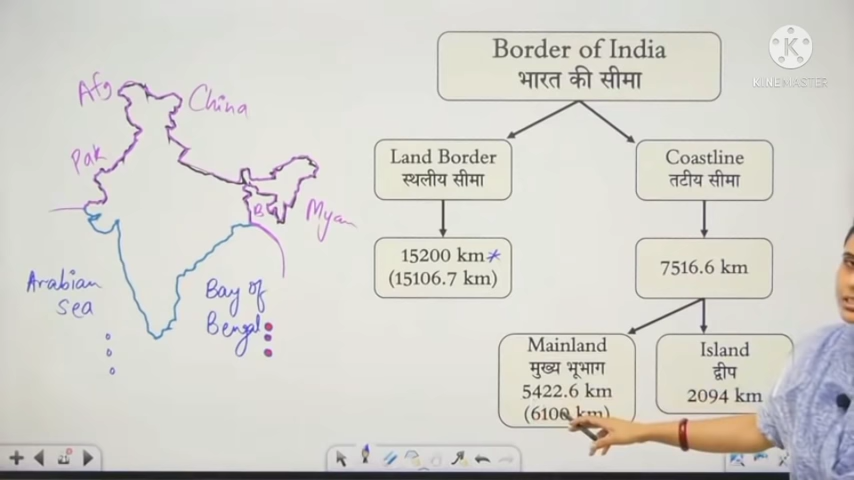 Border of India
भारत की सीमा
Afg
China
Pak
B
Myan
Arabian
Sea
Bay of
Bengal
Land Border
स्थलीय सीमा
15200 km*
(15106.7 km)
Coastline
तटीय सीमा
7516.6 km
Mainland
मुख्य भूभाग
5422.6 km
(6100 km)
Island
द्वीप
2094 km
K
KINEMASTER